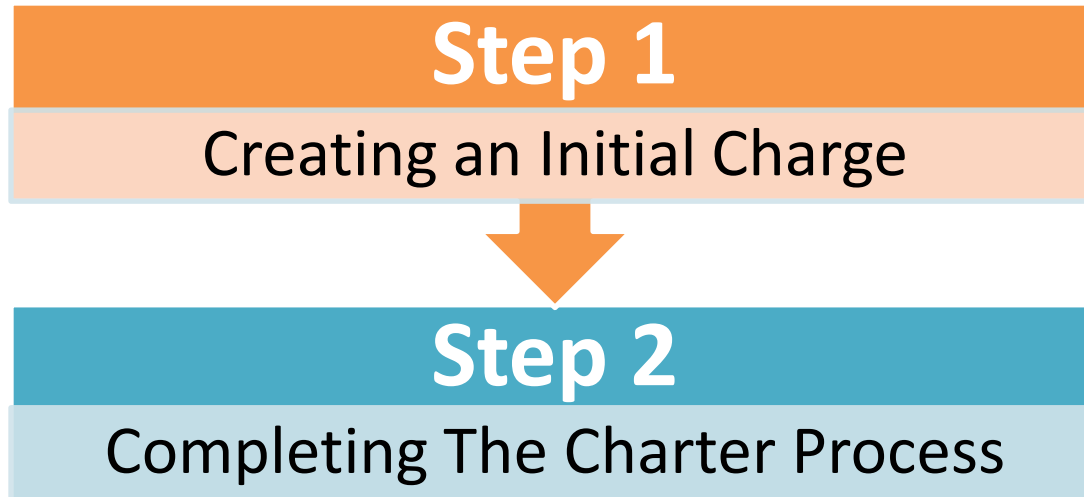 Step 1
Creating an Initial Charge
Step 2
Completing The Charter Process